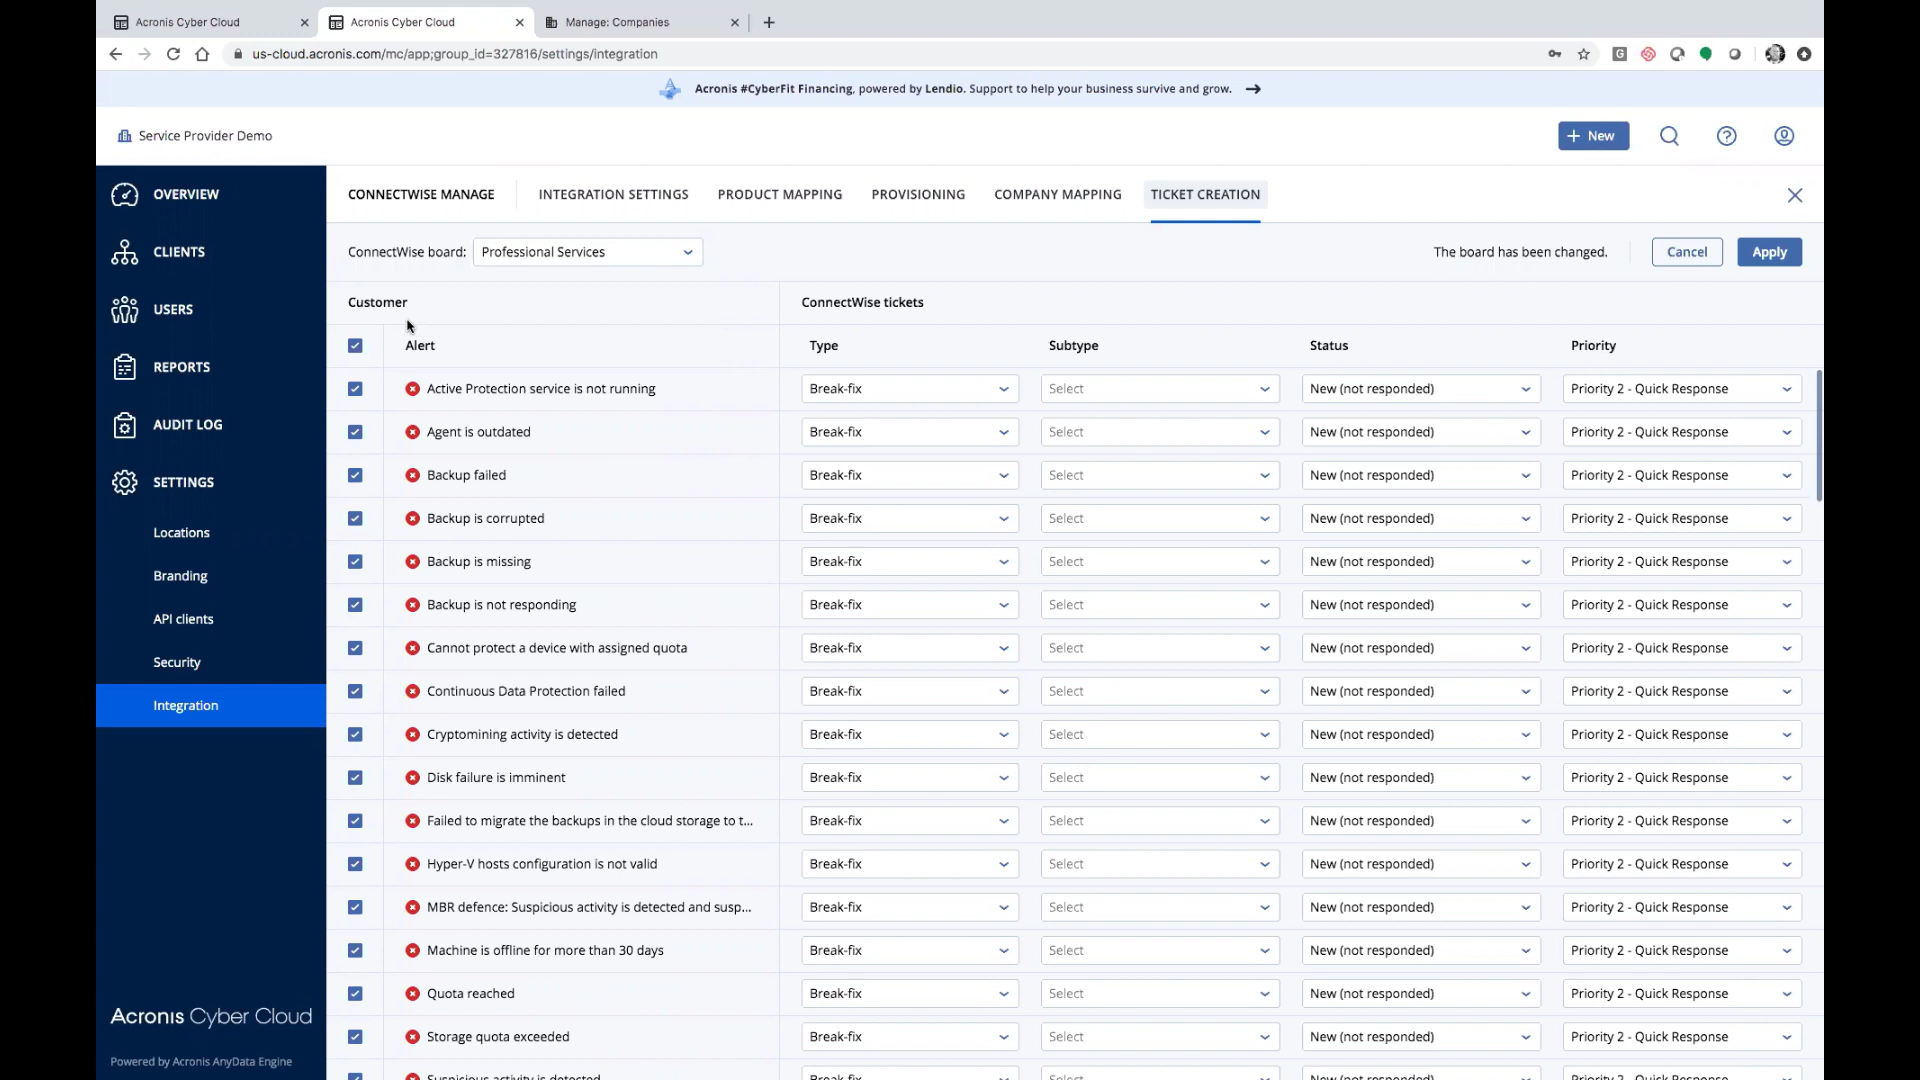 Acronis Cyber Cloud
Acronis Cyber Cloud
Manage: Companies
us-cloud.acronis.com/mc/app;group_id=327816/settings/integration
Acronis #CyberFit Financing, powered by Lendio. Support to help your business survive and grow.
Service Provider Demo
New
OVERVIEW
CLIENTS
USERS
REPORTS
AUDIT LOG
SETTINGS
Locations
Branding
API clients
Security
Integration
Acronis Cyber Cloud
Powered by Acronis AnyData Engine
CONNECTWISE MANAGE INTEGRATION SETTINGS PRODUCT MAPPING PROVISIONING COMPANY MAPPING TICKET CREATION
ConnectWise board: Professional Services The board has been changed. Cancel Apply
Customer ConnectWise tickets
Alert Type Subtype Status Priority
Active Protection service is not running Break-fix Select New (not responded) Priority 2 - Quick Response
Agent is outdated Break-fix Select New (not responded) Priority 2 - Quick Response
Backup failed Break-fix Select New (not responded) Priority 2 - Quick Response
Backup is corrupted Break-fix Select New (not responded) Priority 2 - Quick Response
Backup is missing Break-fix Select New (not responded) Priority 2 - Quick Response
Backup is not responding Break-fix Select New (not responded) Priority 2 - Quick Response
Cannot protect a device with assigned quota Break-fix Select New (not responded) Priority 2 - Quick Response
Continuous Data Protection failed Break-fix Select New (not responded) Priority 2 - Quick Response
Cryptomining activity is detected Break-fix Select New (not responded) Priority 2 - Quick Response
Disk failure is imminent Break-fix Select New (not responded) Priority 2 - Quick Response
Failed to migrate the backups in the cloud storage to t... Break-fix Select New (not responded) Priority 2 - Quick Response
Hyper-V hosts configuration is not valid Break-fix Select New (not responded) Priority 2 - Quick Response
MBR defence: Suspicious activity is detected and susp... Break-fix Select New (not responded) Priority 2 - Quick Response
Machine is offline for more than 30 days Break-fix Select New (not responded) Priority 2 - Quick Response
Quota reached Break-fix Select New (not responded) Priority 2 - Quick Response
Storage quota exceeded Break-fix Select New (not responded) Priority 2 - Quick Response
Suspicious activity is detected Break-fix Select New (not responded) Priority 2 - Quick Response